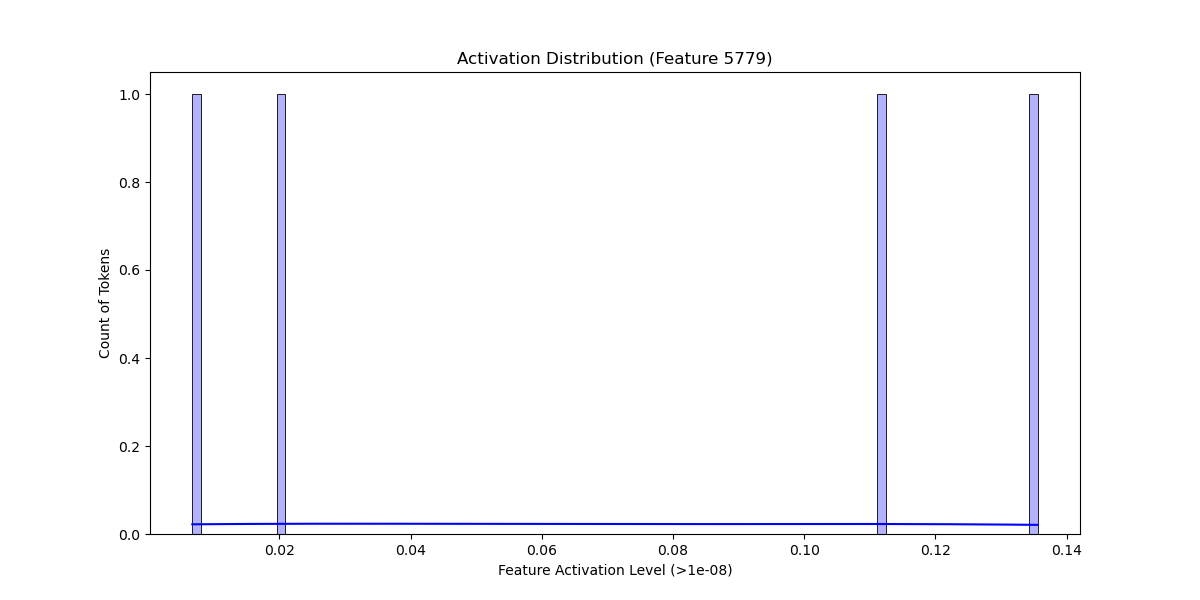 Activation Distribution (Feature 5779)
1.0
0.8
0.6
0.4
0.2
0.0
Count of Tokens
0.02 0.04 0.06 0.08 0.10 0.12 0.14
Feature Activation Level (>1e-08)